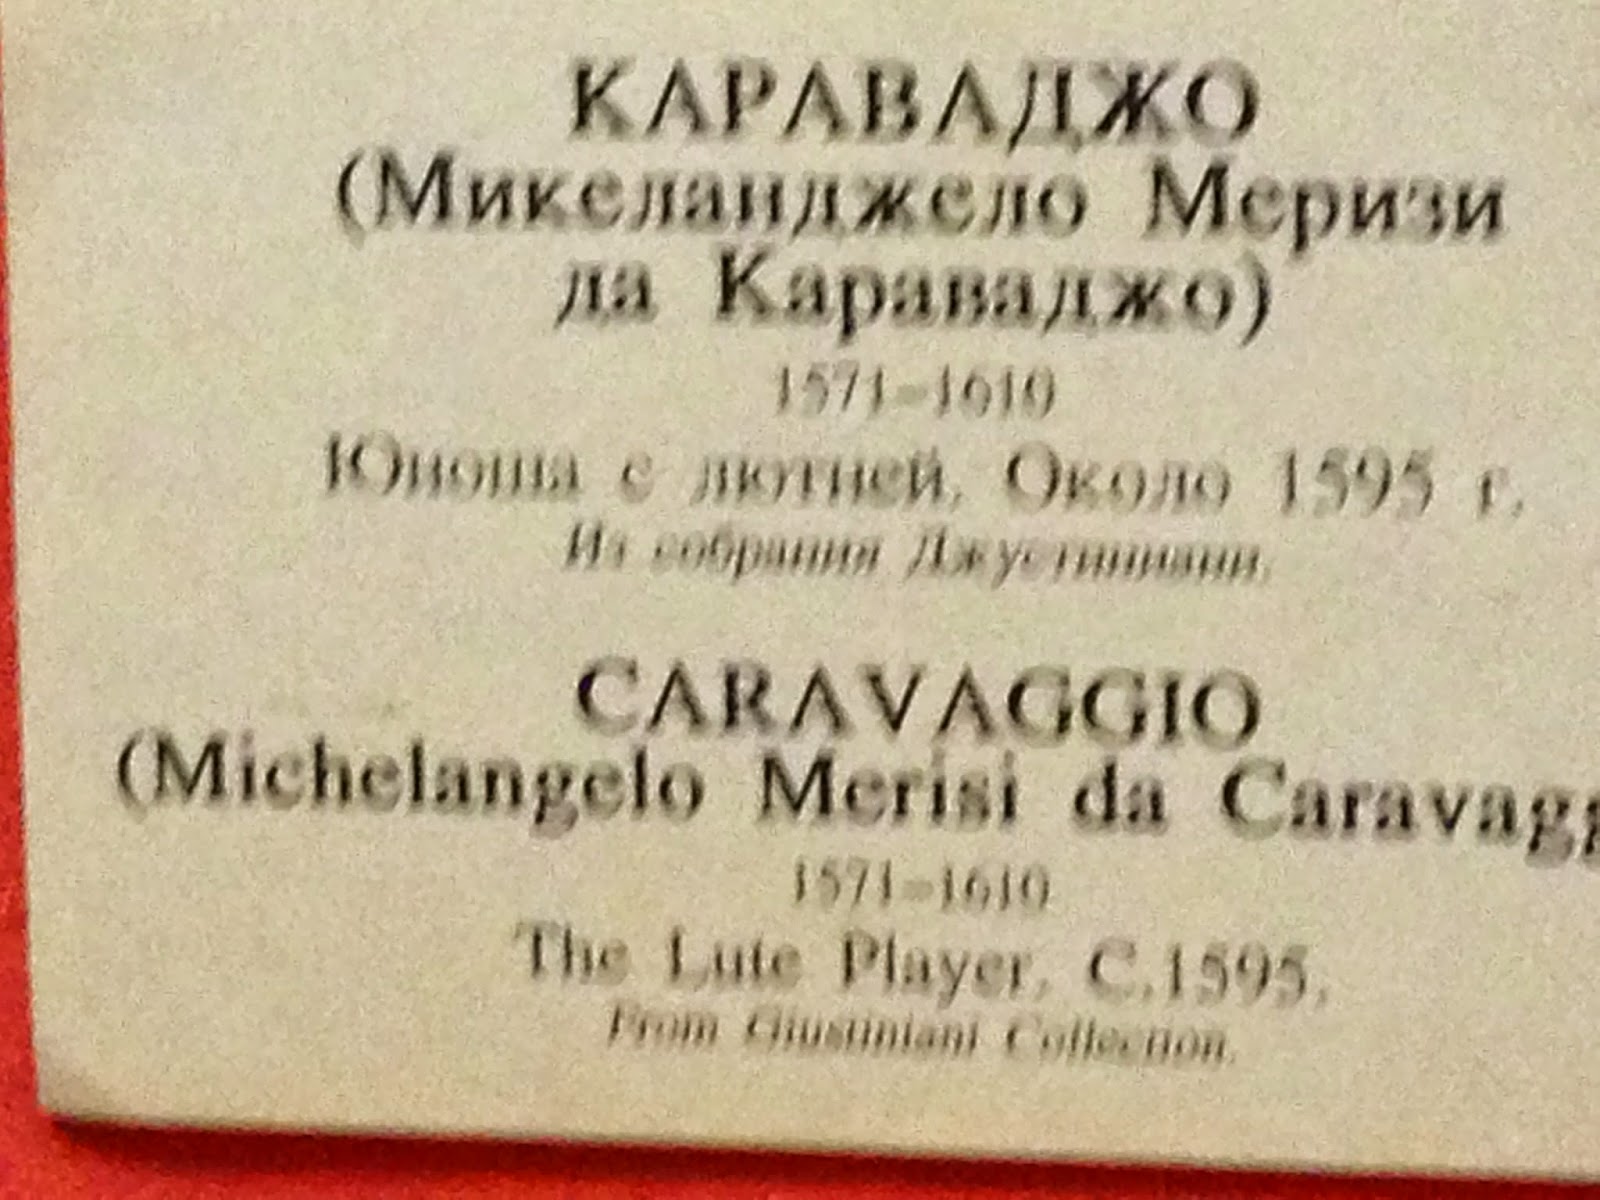 КАРАВАДЖО
(Микеланджело Меризи
да Караваджо)
1571–1610
Юноша с лютней. Около 1595 г.
Из собрания Джустиниани.
CARAVAGGIO
(Michelangelo Merisi da Caravagg
1571–1610
The Lute Player. C.1595.
From Giustiniani Collection.